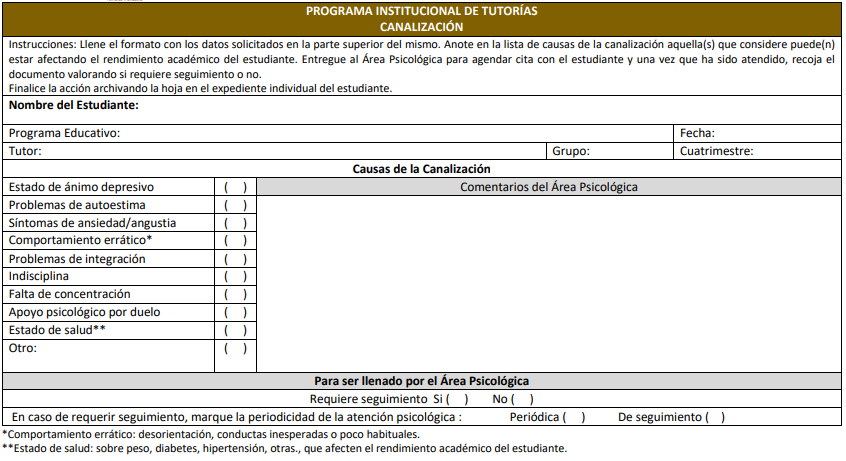 PROGRAMA INSTITUCIONAL DE TUTORÍAS
CANALIZACIÓN
Instrucciones: Llene el formato con los datos solicitados en la parte superior del mismo. Anote en la lista de causas de la canalización aquella(s) que considere puede(n)
estar afectando el rendimiento académico del estudiante. Entregue al Área Psicológica para agendar cita con el estudiante y una vez que ha sido atendido, recoja el
documento valorando si requiere seguimiento o no.
Finalice la acción archivando la hoja en el expediente individual del estudiante.
Nombre del Estudiante:
Programa Educativo: Fecha:
Tutor: Grupo: Cuatrimestre:
Causas de la Canalización
Estado de ánimo depresivo ( ) Comentarios del Área Psicológica
Problemas de autoestima ( )
Síntomas de ansiedad/angustia ( )
Comportamiento errático* ( )
Problemas de integración ( )
Indisciplina ( )
Falta de concentración ( )
Apoyo psicológico por duelo ( )
Estado de salud** ( )
Otro: ( )
Para ser llenado por el Área Psicológica
Requiere seguimiento Si ( ) No ( )
En caso de requerir seguimiento, marque la periodicidad de la atención psicológica : Periódica ( ) De seguimiento ( )
*Comportamiento errático: desorientación, conductas inesperadas o poco habituales.
**Estado de salud: sobre peso, diabetes, hipertensión, otras., que afecten el rendimiento académico del estudiante.